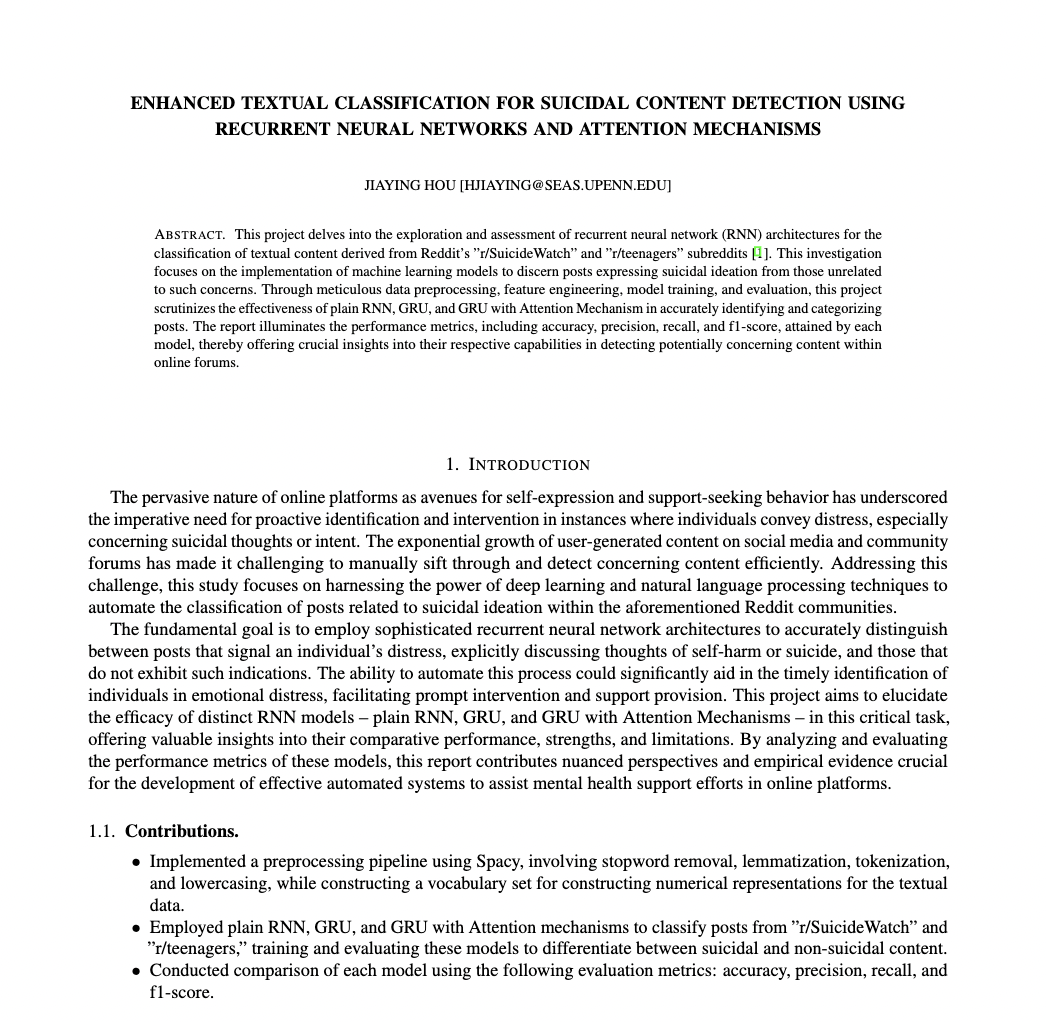 ENHANCED TEXTUAL CLASSIFICATION FOR SUICIDAL CONTENT DETECTION USING
RECURRENT NEURAL NETWORKS AND ATTENTION MECHANISMS
JIAYING HOU [HJIAYING@SEAS.UPENN.EDU]
ABSTRACT. This project delves into the exploration and assessment of recurrent neural network (RNN) architectures for the
classification of textual content derived from Reddit's ”r/SuicideWatch” and ”r/teenagers” subreddits [1]. This investigation
focuses on the implementation of machine learning models to discern posts expressing suicidal ideation from those unrelated
to such concerns. Through meticulous data preprocessing, feature engineering, model training, and evaluation, this project
scrutinizes the effectiveness of plain RNN, GRU, and GRU with Attention Mechanism in accurately identifying and categorizing
posts. The report illuminates the performance metrics, including accuracy, precision, recall, and f1-score, attained by each
model, thereby offering crucial insights into their respective capabilities in detecting potentially concerning content within
online forums.
1. INTRODUCTION
The pervasive nature of online platforms as avenues for self-expression and support-seeking behavior has underscored
the imperative need for proactive identification and intervention in instances where individuals convey distress, especially
concerning suicidal thoughts or intent. The exponential growth of user-generated content on social media and community
forums has made it challenging to manually sift through and detect concerning content efficiently. Addressing this
challenge, this study focuses on harnessing the power of deep learning and natural language processing techniques to
automate the classification of posts related to suicidal ideation within the aforementioned Reddit communities.
The fundamental goal is to employ sophisticated recurrent neural network architectures to accurately distinguish
between posts that signal an individual's distress, explicitly discussing thoughts of self-harm or suicide, and those that
do not exhibit such indications. The ability to automate this process could significantly aid in the timely identification of
individuals in emotional distress, facilitating prompt intervention and support provision. This project aims to elucidate
the efficacy of distinct RNN models – plain RNN, GRU, and GRU with Attention Mechanisms – in this critical task,
offering valuable insights into their comparative performance, strengths, and limitations. By analyzing and evaluating
the performance metrics of these models, this report contributes nuanced perspectives and empirical evidence crucial
for the development of effective automated systems to assist mental health support efforts in online platforms.
1.1. Contributions.
• Implemented a preprocessing pipeline using Spacy, involving stopword removal, lemmatization, tokenization,
and lowercasing, while constructing a vocabulary set for constructing numerical representations for the textual
data.
• Employed plain RNN, GRU, and GRU with Attention mechanisms to classify posts from ”r/SuicideWatch” and
”r/teenagers,” training and evaluating these models to differentiate between suicidal and non-suicidal content.
• Conducted comparison of each model using the following evaluation metrics: accuracy, precision, recall, and
f1-score.